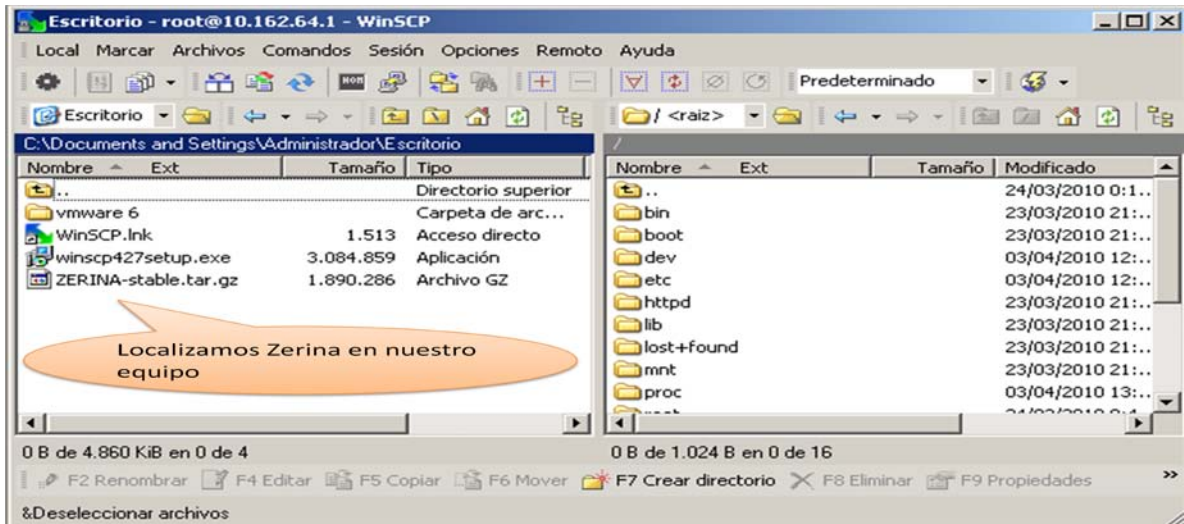 Escritorio - root@10.162.64.1 - WinSCP
Local Marcar Archivos Comandos Sesión Opciones Remoto Ayuda
Predeterminado
Escritorio
/ <raiz>
C:\Documents and Settings\Administrador\Escritorio
/
Nombre Ext Tamaño Tipo
.. Directorio superior
vmware 6 Carpeta de arc...
WinSCP.lnk 1.513 Acceso directo
winscp427setup.exe 3.084.859 Aplicación
ZERINA-stable.tar.gz 1.890.286 Archivo GZ
Localizamos Zerina en nuestro
equipo
Nombre Ext Tamaño Modificado
.. 24/03/2010 0:1..
bin 23/03/2010 21:..
boot 23/03/2010 21:..
dev 03/04/2010 12:..
etc 03/04/2010 12:..
httpd 23/03/2010 21:..
lib 23/03/2010 21:..
lost+found 23/03/2010 21:..
mnt 23/03/2010 21:..
proc 03/04/2010 13:..
0 B de 4.860 KiB en 0 de 4
0 B de 1.024 B en 0 de 16
F2 Renombrar F4 Editar F5 Copiar F6 Mover F7 Crear directorio F8 Eliminar F9 Propiedades
&Deseleccionar archivos